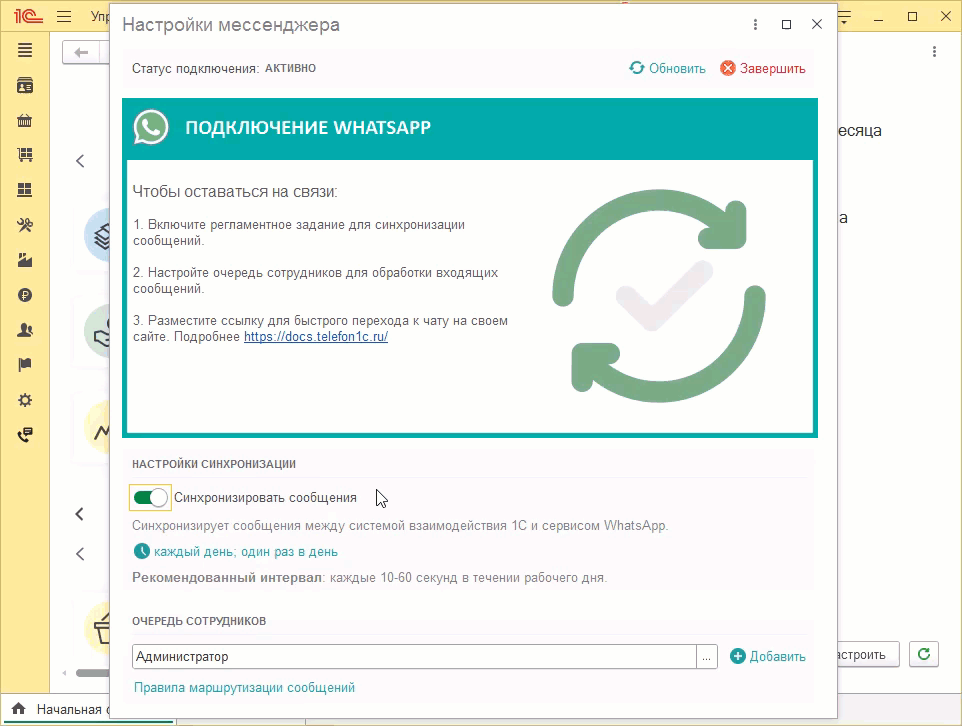 1С
Упр
Настройки мессенджера
Статус подключения: АКТИВНО
Обновить
Завершить
ПОДКЛЮЧЕНИЕ WHATSAPP
есяца
Чтобы оставаться на связи:
а
1. Включите регламентное задание для синхронизации
сообщений.
2. Настройте очередь сотрудников для обработки входящих
сообщений.
3. Разместите ссылку для быстрого перехода к чату на своем
сайте. Подробнее https://docs.telefon1c.ru/
НАСТРОЙКИ СИНХРОНИЗАЦИИ
Синхронизировать сообщения
Синхронизирует сообщения между системой взаимодействия 1С и сервисом WhatsApp.
каждый день; один раз в день
Рекомендованный интервал: каждые 10-60 секунд в течении рабочего дня.
ОЧЕРЕДЬ СОТРУДНИКОВ
Администратор
...
Добавить
астроить
Правила маршрутизации сообщений
Начальная с